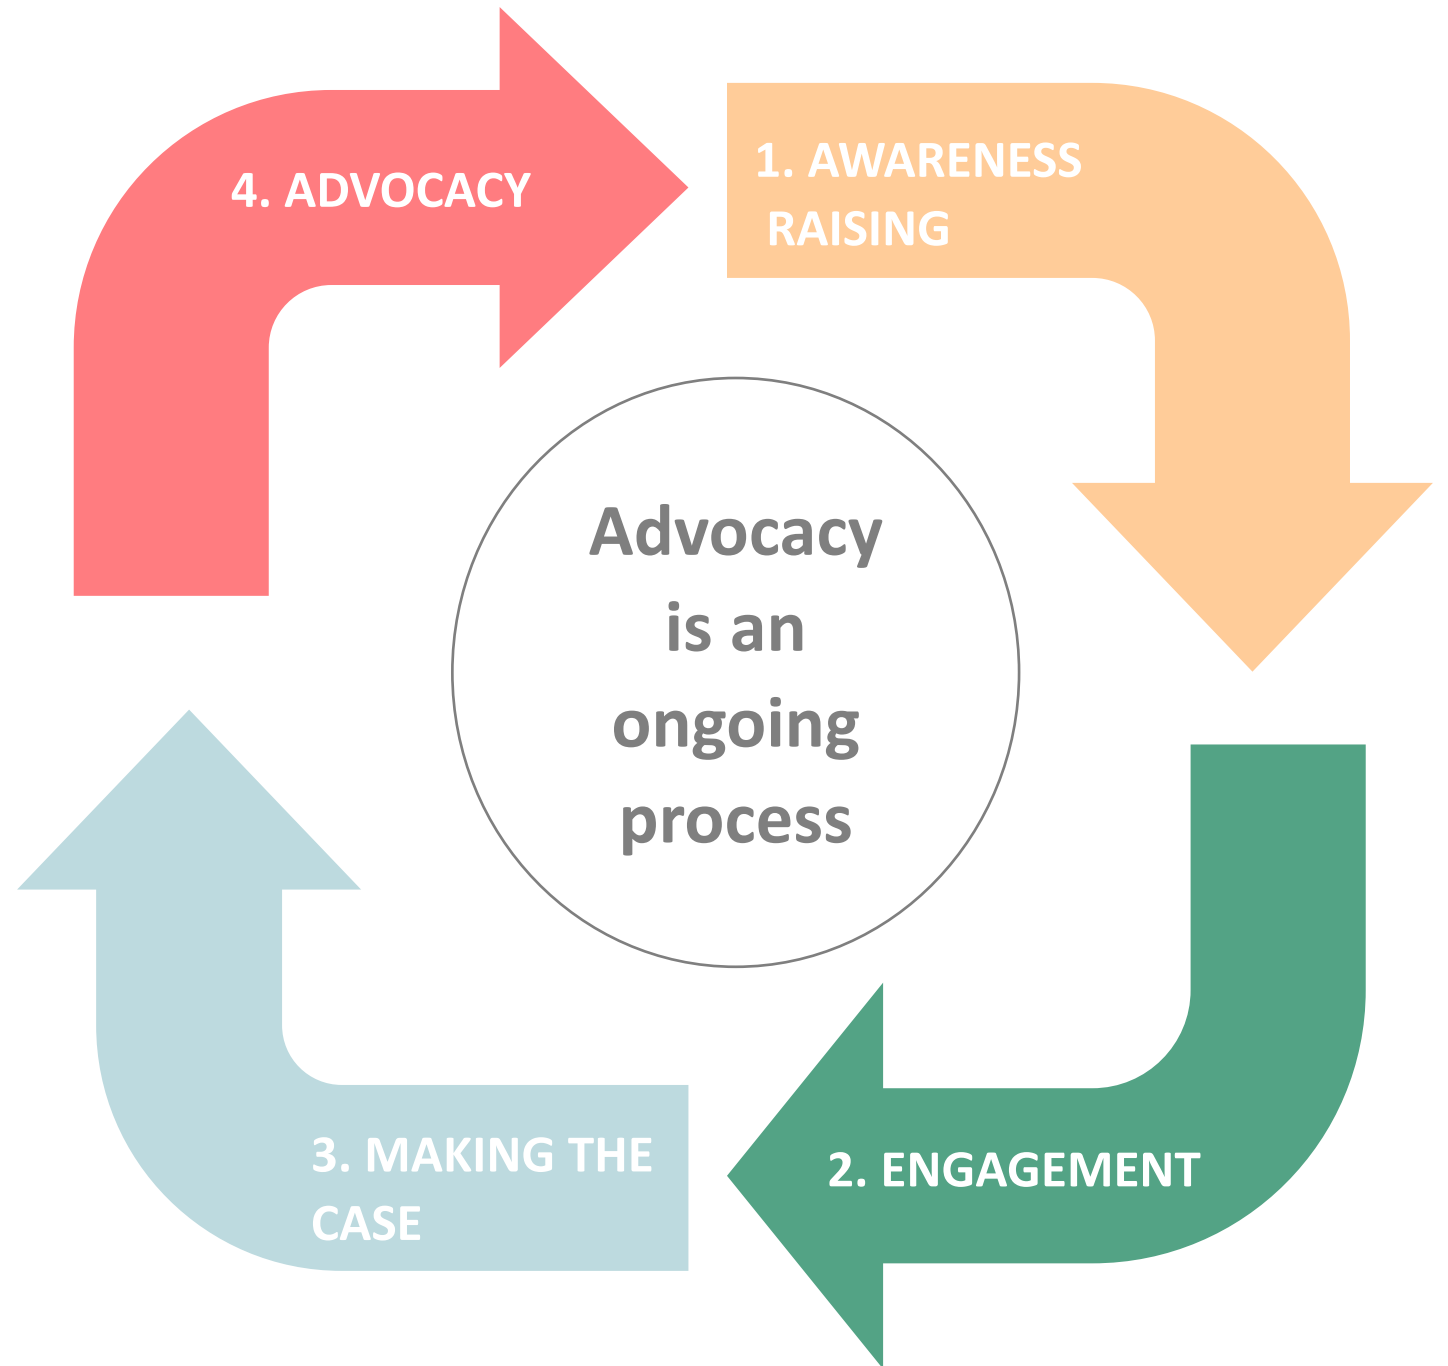 4. ADVOCACY
1. AWARENESS
RAISING
Advocacy
is an
ongoing
process
3. MAKING THE
CASE
2. ENGAGEMENT